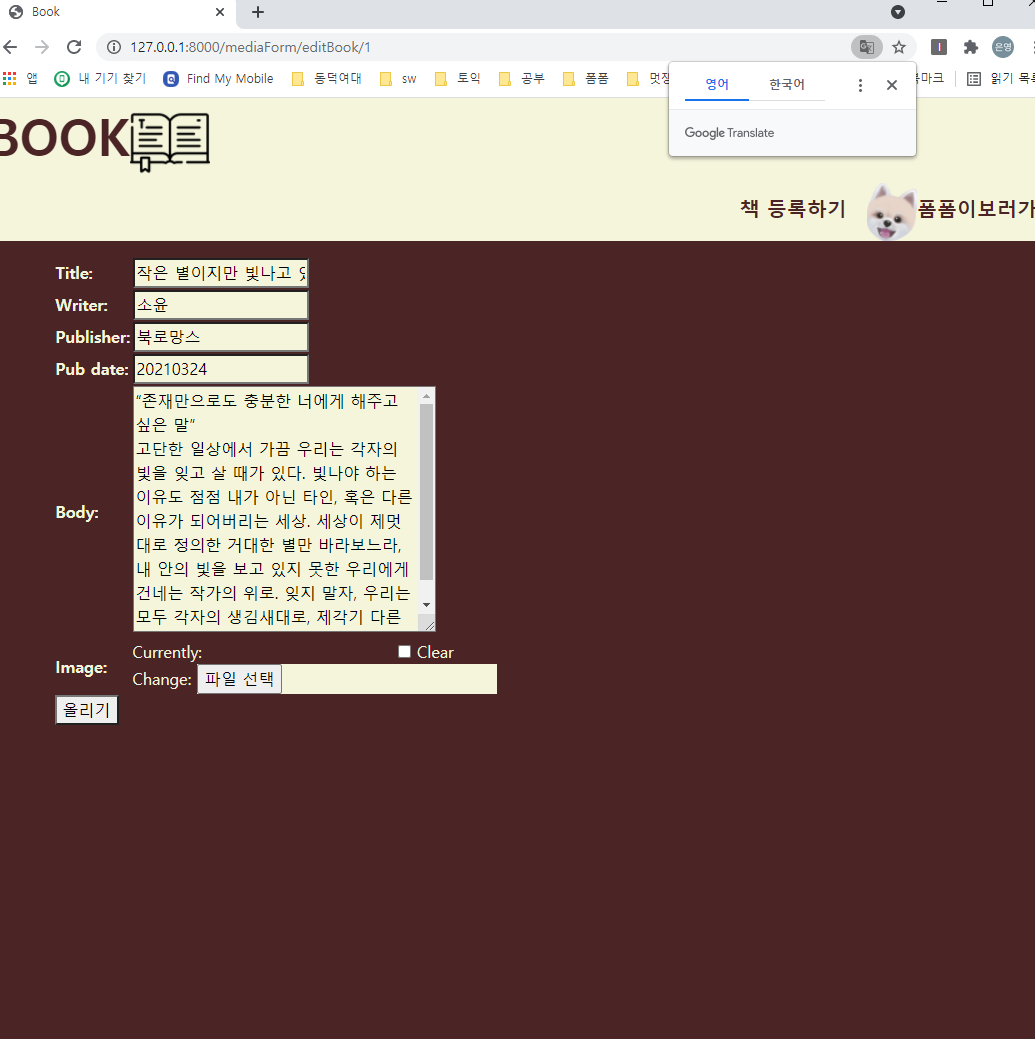 Book
127.0.0.1:8000/mediaForm/editBook/1
은영
앱
내 기기 찾기
Find My Mobile
동덕여대
sw
토익
공부
폼폼
멋쟁
북마크
읽기 목록
영어
한국어
Google Translate
BOOK
책 등록하기
폼폼이보러가
Title:
작은 별이지만 빛나고 있
Writer:
소윤
Publisher:
북로망스
Pub date:
20210324
Body:
“존재만으로도 충분한 너에게 해주고
싶은 말”
고단한 일상에서 가끔 우리는 각자의
빛을 잊고 살 때가 있다. 빛나야 하는
이유도 점점 내가 아닌 타인, 혹은 다른
이유가 되어버리는 세상. 세상이 제멋
대로 정의한 거대한 별만 바라보느라,
내 안의 빛을 보고 있지 못한 우리에게
건네는 작가의 위로. 잊지 말자, 우리는
모두 각자의 생김새대로, 제각기 다른
Image:
Currently:
Clear
Change:
파일 선택
올리기